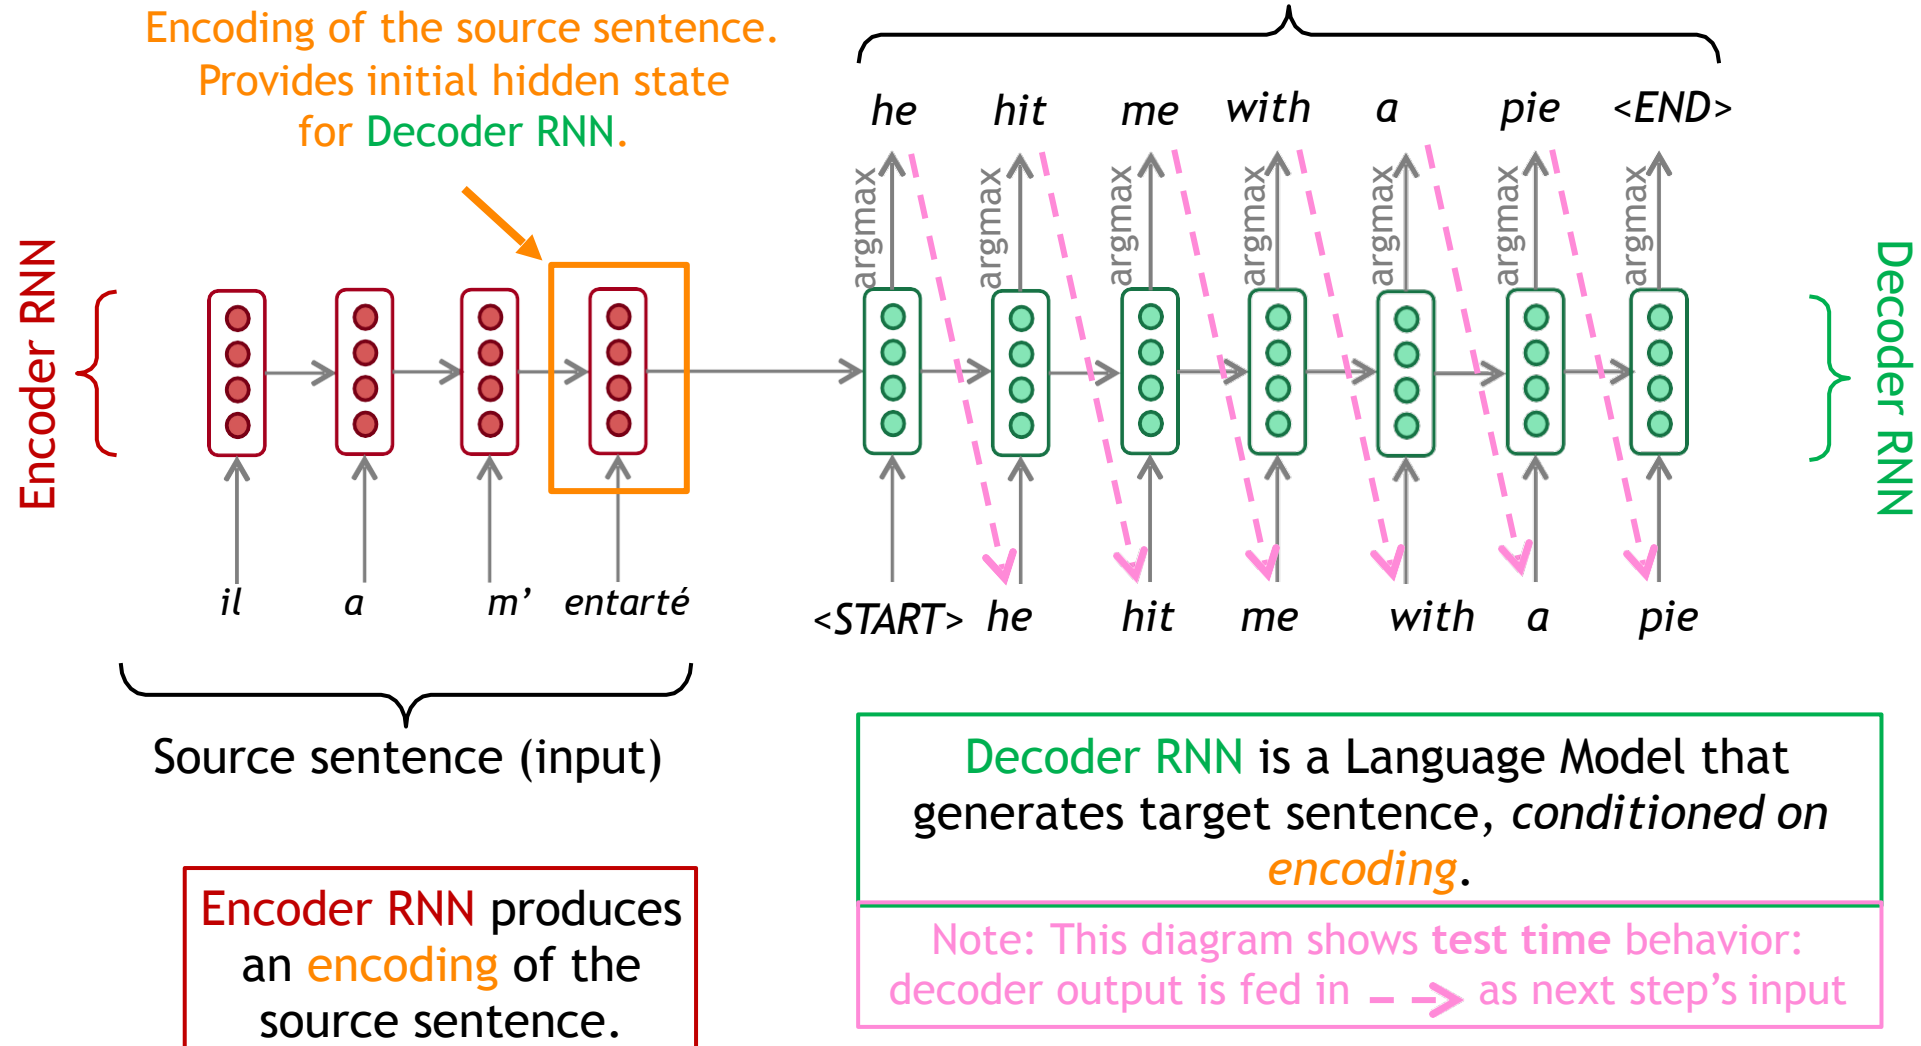 Encoding of the source sentence.
Provides initial hidden state
for Decoder RNN.
he hit me with a pie <END>
argmax argmax argmax argmax argmax argmax argmax
Encoder RNN
Decoder RNN
il a m’ entarté
<START> he hit me with a pie
Source sentence (input)
Decoder RNN is a Language Model that
generates target sentence, conditioned on
encoding.
Encoder RNN produces
an encoding of the
source sentence.
Note: This diagram shows test time behavior:
decoder output is fed in as next step’s input